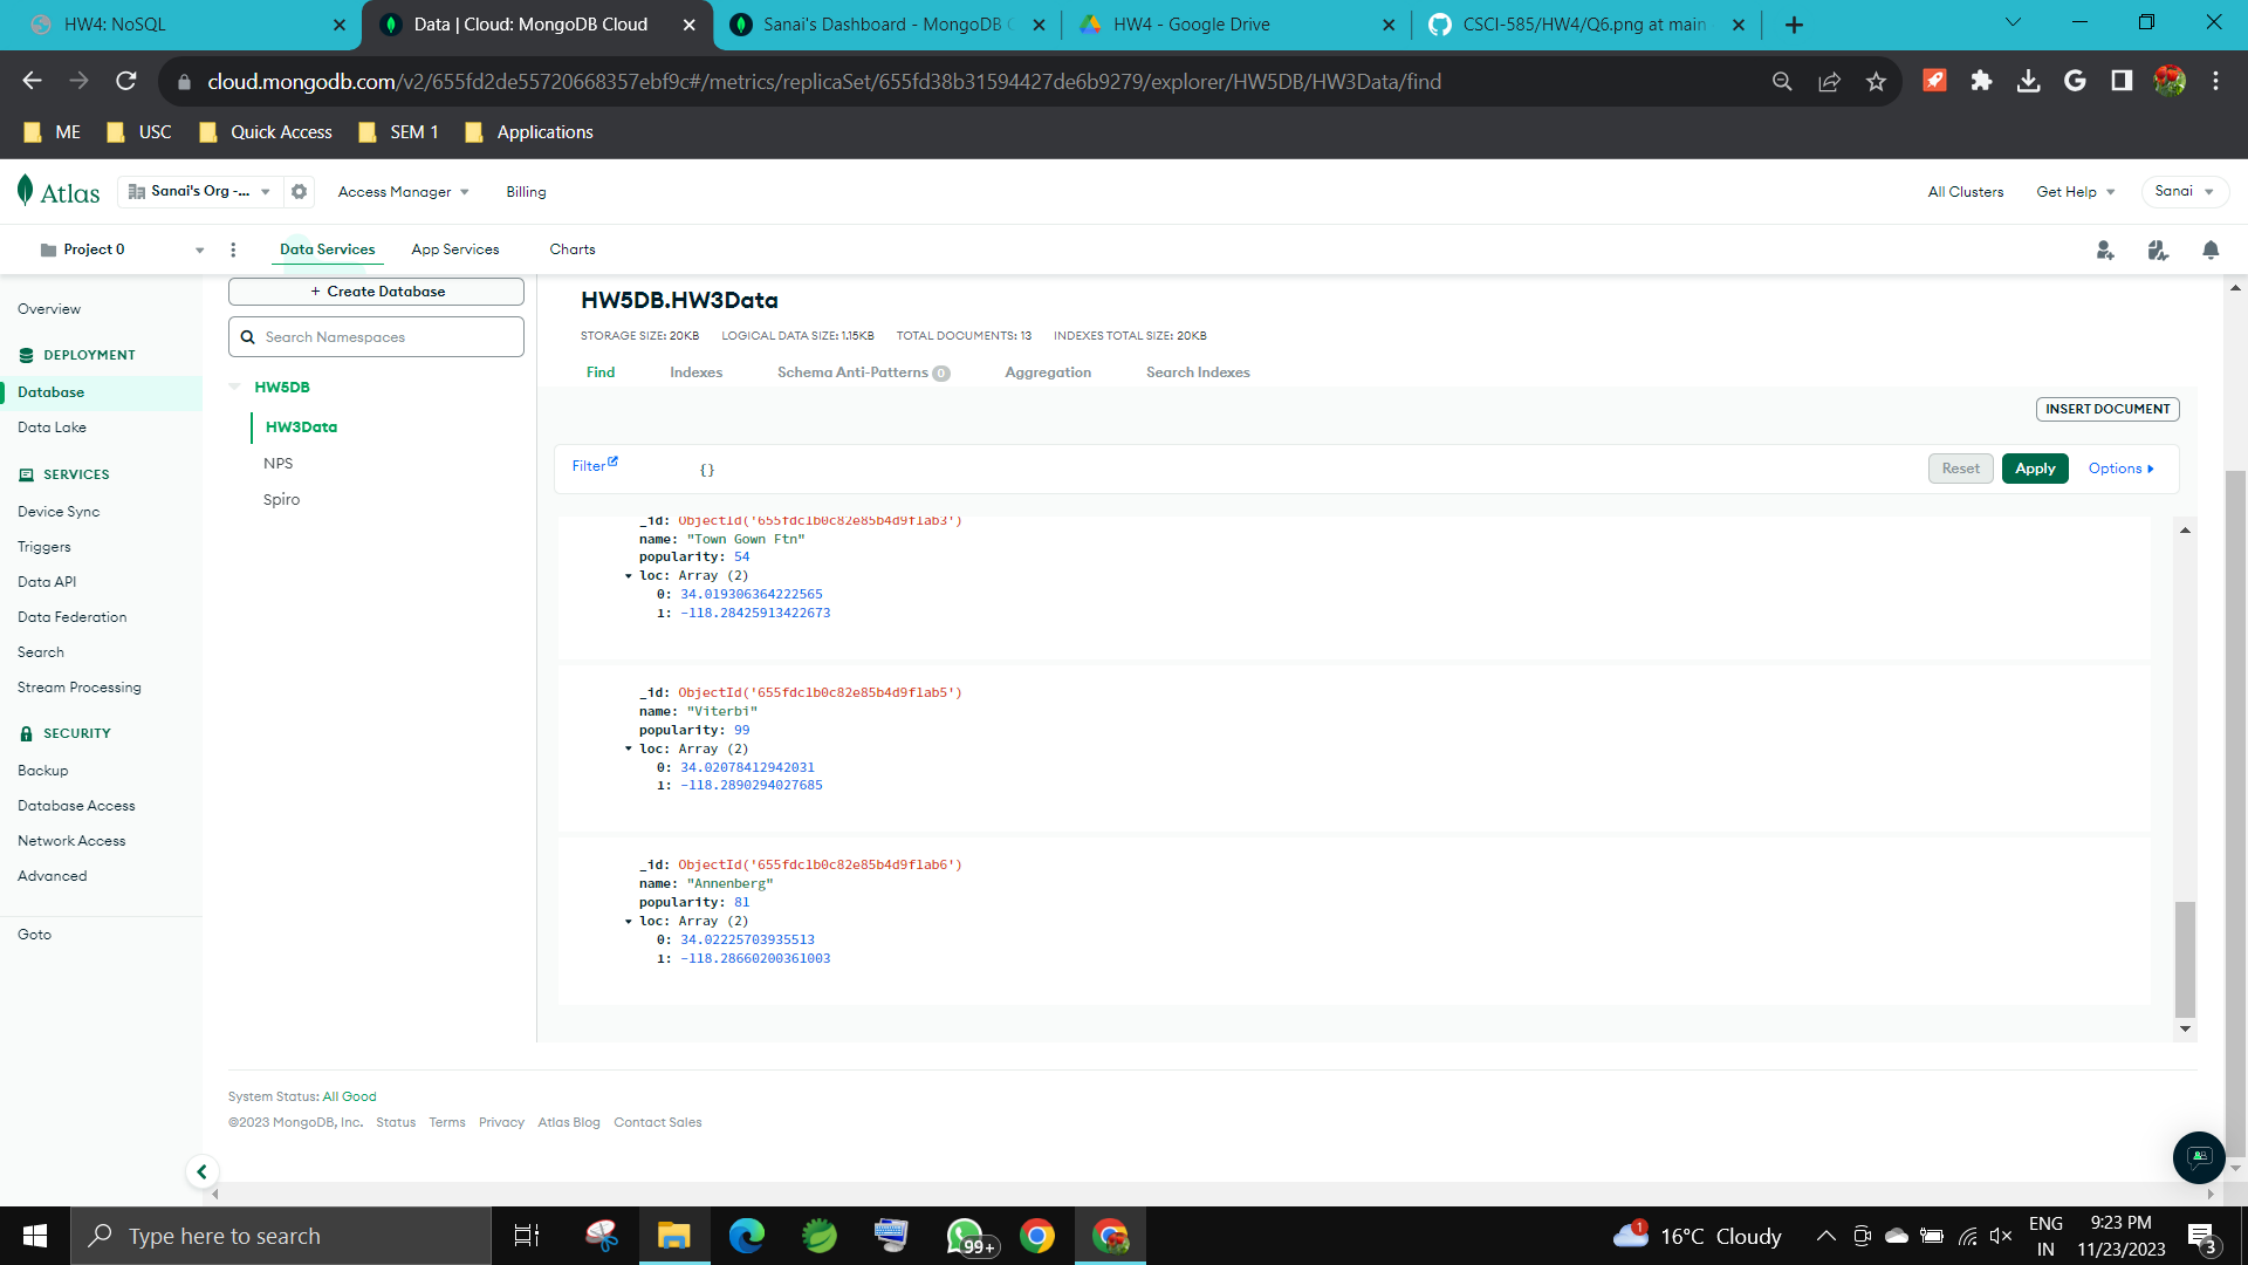 HW4: NoSQL
Data | Cloud: MongoDB Cloud
Sanai's Dashboard - MongoDB C
HW4 - Google Drive
CSCI-585/HW4/Q6.png at main
cloud.mongodb.com/v2/655fd2de55720668357ebf9c#/metrics/replicaSet/655fd38b31594427de6b9279/explorer/HW5DB/HW3Data/find
ME
USC
Quick Access
SEM 1
Applications
Atlas
Sanai's Org -...
Access Manager
Billing
All Clusters
Get Help
Sanai
Project 0
Data Services
App Services
Charts
Overview
DEPLOYMENT
Database
Data Lake
SERVICES
Device Sync
Triggers
Data API
Data Federation
Search
Stream Processing
SECURITY
Backup
Database Access
Network Access
Advanced
Goto
+ Create Database
Search Namespaces
HW5DB
HW3Data
NPS
Spiro
HW5DB.HW3Data
STORAGE SIZE: 20KB LOGICAL DATA SIZE: 1.15KB TOTAL DOCUMENTS: 13 INDEXES TOTAL SIZE: 20KB
Find Indexes Schema Anti-Patterns 0 Aggregation Search Indexes
INSERT DOCUMENT
Filter {} Reset Apply Options
_id: ObjectId('655fdc1b0c82e85b4d9f1ab3')
name: "Town Gown Ftn"
popularity: 54
loc: Array (2)
0: 34.019306364222565
1: -118.28425913422673
_id: ObjectId('655fdc1b0c82e85b4d9f1ab5')
name: "Viterbi"
popularity: 99
loc: Array (2)
0: 34.02078412942031
1: -118.2890294027685
_id: ObjectId('655fdc1b0c82e85b4d9f1ab6')
name: "Annenberg"
popularity: 81
loc: Array (2)
0: 34.02225703935513
1: -118.28660200361003
System Status: All Good
©2023 MongoDB, Inc. Status Terms Privacy Atlas Blog Contact Sales
Type here to search
99+
1
16°C Cloudy
ENG
IN
9:23 PM
11/23/2023
3